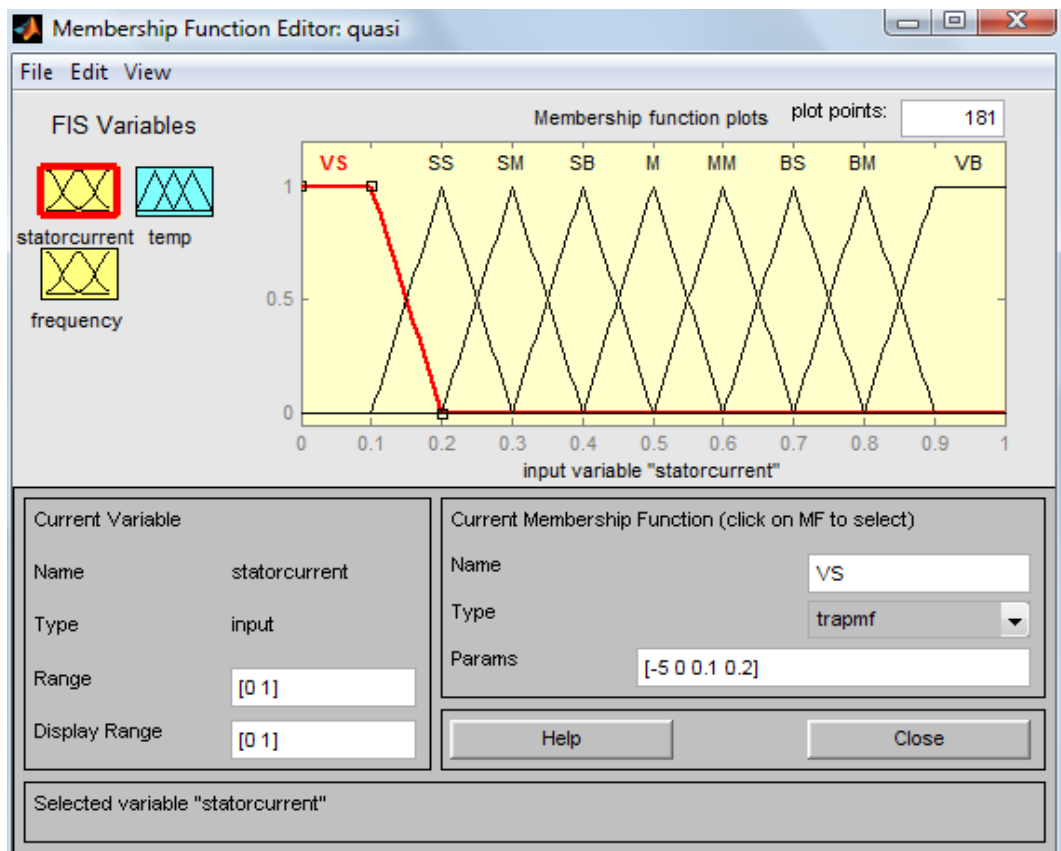 Membership Function Editor: quasi
File Edit View
FIS Variables
Membership function plots plot points: 181
statorcurrent temp
frequency
VS SS SM SB M MM BS BM VB
1
0.5
0
0 0.1 0.2 0.3 0.4 0.5 0.6 0.7 0.8 0.9 1
input variable "statorcurrent"
Current Variable
Name statorcurrent
Type input
Range [0 1]
Display Range [0 1]
Current Membership Function (click on MF to select)
Name VS
Type trapmf
Params [-5 0 0.1 0.2]
Help Close
Selected variable "statorcurrent"